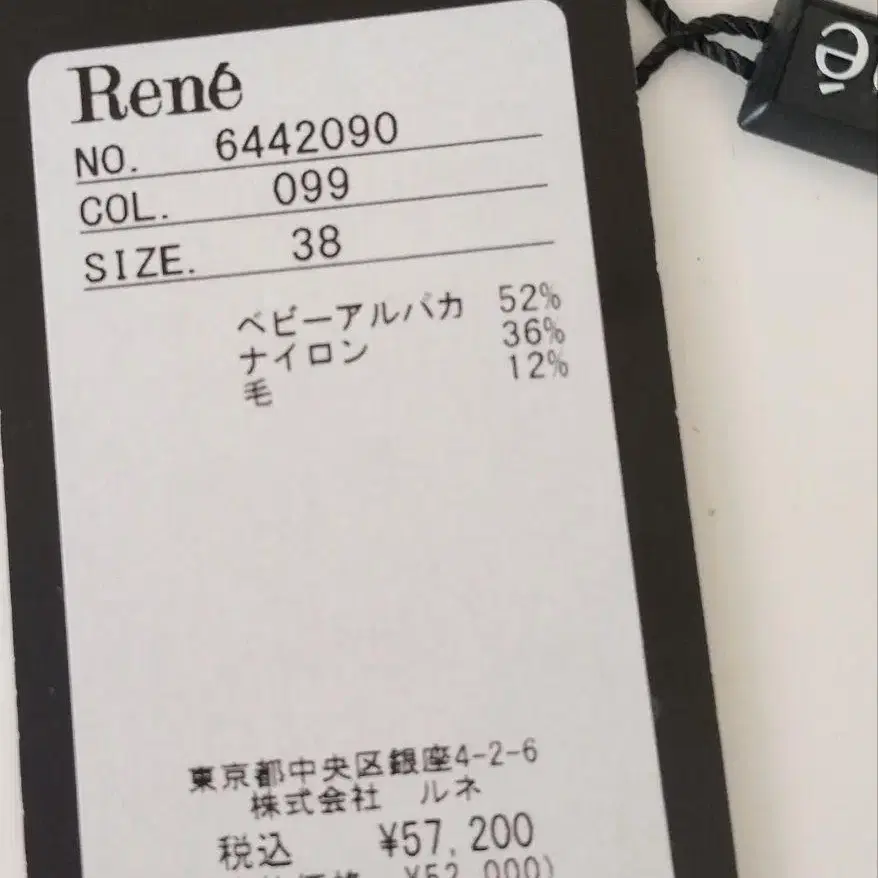 René
NO. 6442090
COL. 099
SIZE. 38
ベビーアルパカ 52%
ナイロン 36%
毛 12%
東京都中央区銀座4-2-6
株式会社 ルネ
税込 ¥57,200
¥52,000)